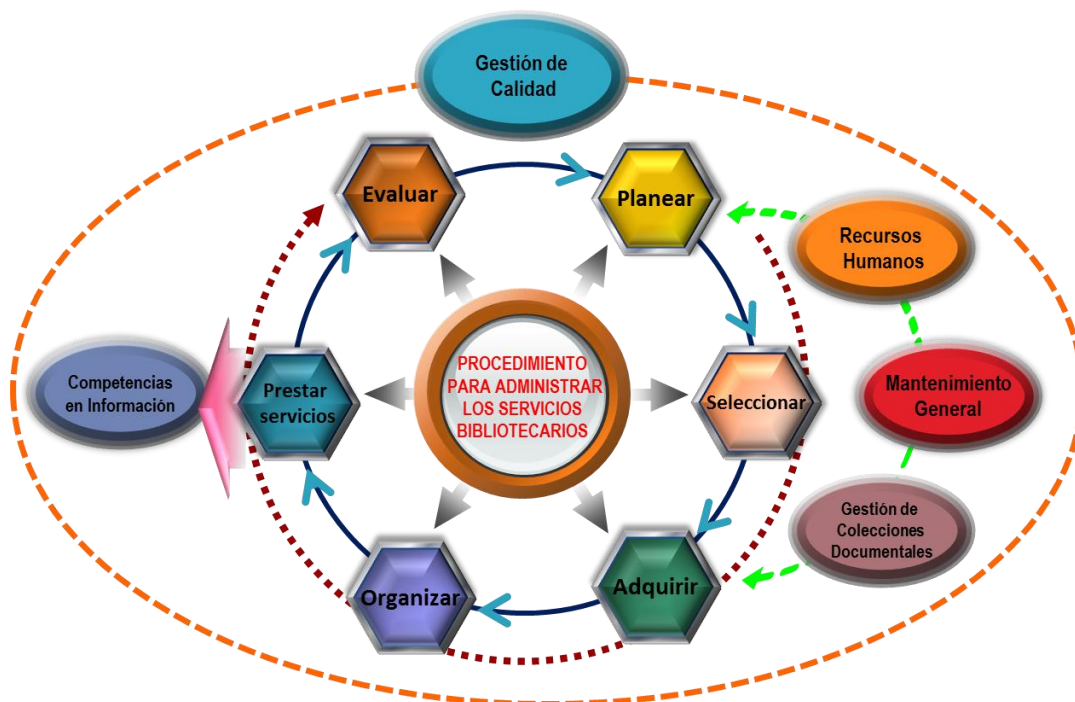 Gestión de
Calidad
Evaluar
Planear
Recursos
Humanos
Competencias
en Información
Prestar
servicios
PROCEDIMIENTO
PARA ADMINISTRAR
LOS SERVICIOS
BIBLIOTECARIOS
Seleccionar
Mantenimiento
General
Organizar
Adquirir
Gestión de
Colecciones
Documentales